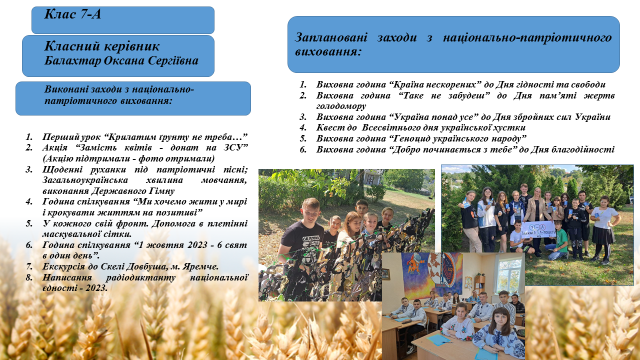 Клас 7-А
Класний керівник
Балахтар Оксана Сергіївна
Виконані заходи з національно-
патріотичного виховання:
1. Перший урок “Крилатим ґрунту не треба…”
2. Акція “Замість квітів - донат на ЗСУ”
(Акцію підтримали - фото отримали)
3. Щоденні руханки під патріотичні пісні;
Загальноукраїнська хвилина мовчання,
виконання Державного Гімну
4. Година спілкування “Ми хочемо жити у мирі
і крокувати життям на позитиві”
5. У кожного свій фронт. Допомога в плетінні
маскувальної сітки.
6. Година спілкування “1 жовтня 2023 - 6 свят
в один день”.
7. Екскурсія до Скелі Довбуша, м. Яремче.
8. Написання радіодиктанту національної
єдності - 2023.
Заплановані заходи з національно-патріотичного
виховання:
1. Виховна година “Країна нескорених” до Дня гідності та свободи
2. Виховна година “Таке не забудеш” до Дня пам’яті жертв
голодомору
3. Виховна година “Україна понад усе” до Дня збройних сил України
4. Квест до Всесвітнього дня української хустки
5. Виховна година “Геноцид українського народу”
6. Виховна година “Добро починається з тебе” до Дня благодійності